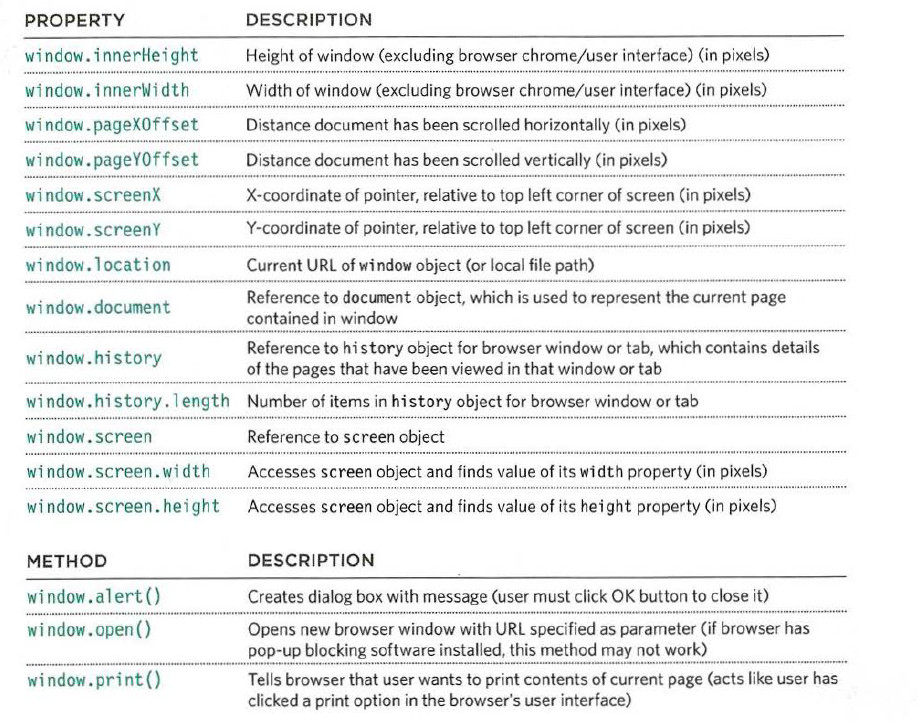 PROPERTY DESCRIPTION
window.innerHeight Height of window (excluding browser chrome/user interface) (in pixels)
window.innerWidth Width of window (excluding browser chrome/user interface) (in pixels)
window.pageXOffset Distance document has been scrolled horizontally (in pixels)
window.pageYOffset Distance document has been scrolled vertically (in pixels)
window.screenX X-coordinate of pointer, relative to top left corner of screen (in pixels)
window.screenY Y-coordinate of pointer, relative to top left corner of screen (in pixels)
window.location Current URL of window object (or local file path)
window.document Reference to document object, which is used to represent the current page
contained in window
window.history Reference to history object for browser window or tab, which contains details
of the pages that have been viewed in that window or tab
window.history.length Number of items in history object for browser window or tab
window.screen Reference to screen object
window.screen.width Accesses screen object and finds value of its width property (in pixels)
window.screen.height Accesses screen object and finds value of its height property (in pixels)
METHOD DESCRIPTION
window.alert() Creates dialog box with message (user must click OK button to close it)
window.open() Opens new browser window with URL specified as parameter (if browser has
pop-up blocking software installed, this method may not work)
window.print() Tells browser that user wants to print contents of current page (acts like user has
clicked a print option in the browser's user interface)